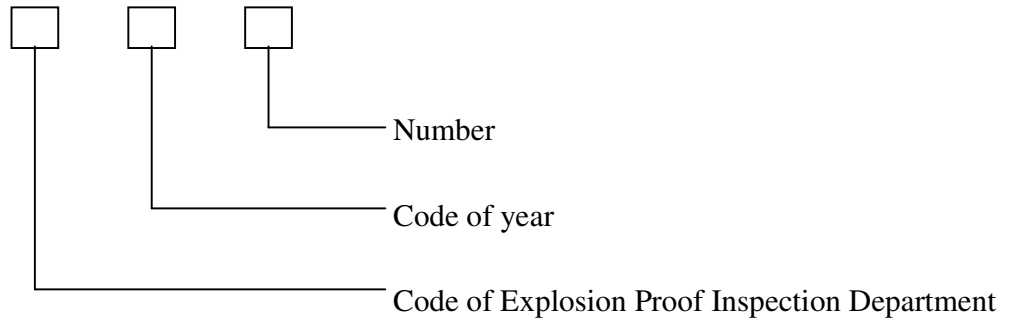 Number
Code of year
Code of Explosion Proof Inspection Department